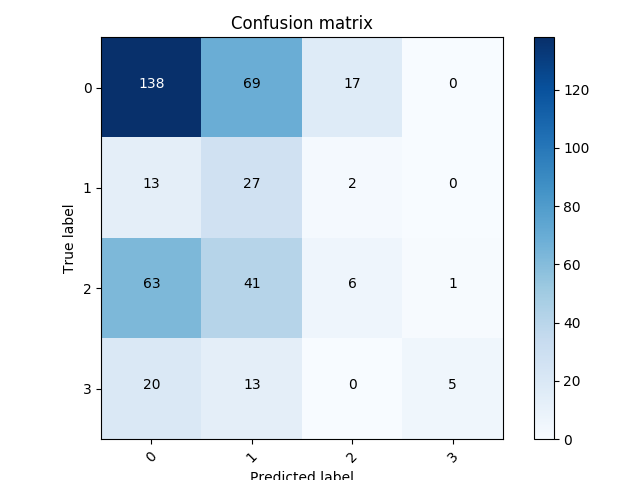 Confusion matrix
0 138 69 17 0
1 13 27 2 0
2 63 41 6 1
3 20 13 0 5
0 1 2 3
True label
Predicted label
120
100
80
60
40
20
0